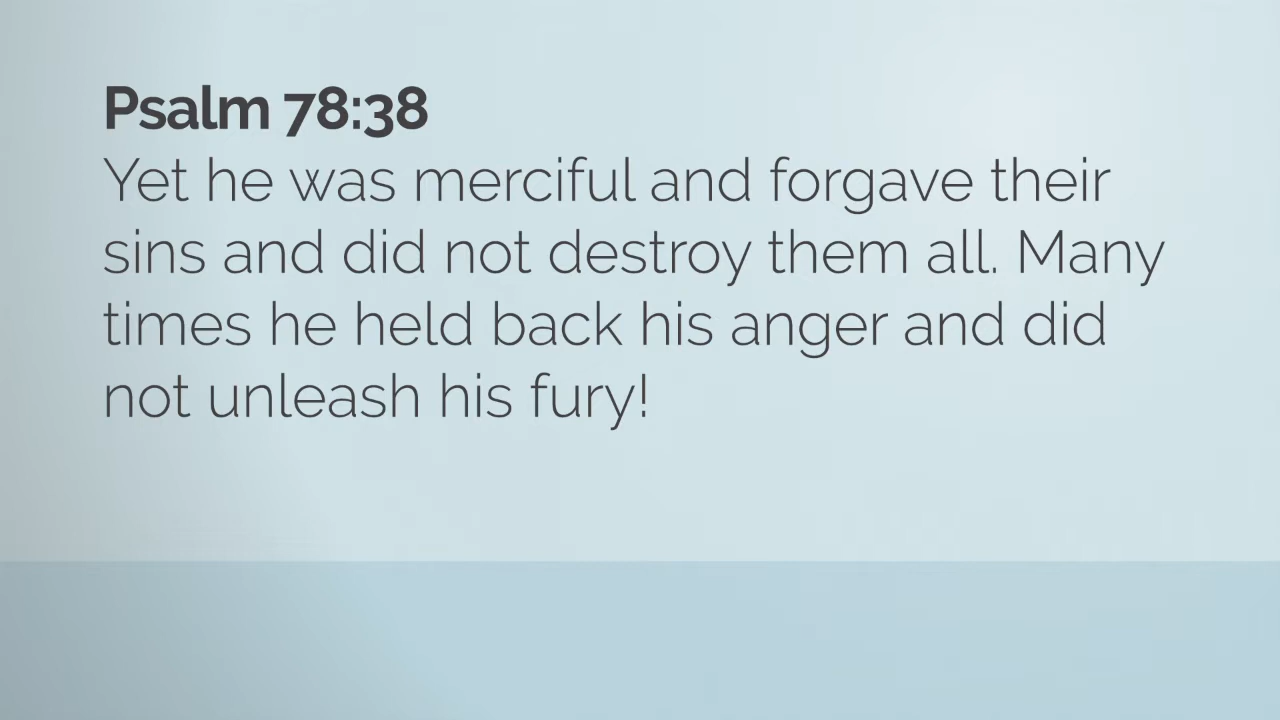 Psalm 78:38
Yet he was merciful and forgave their
sins and did not destroy them all. Many
times he held back his anger and did
not unleash his fury!